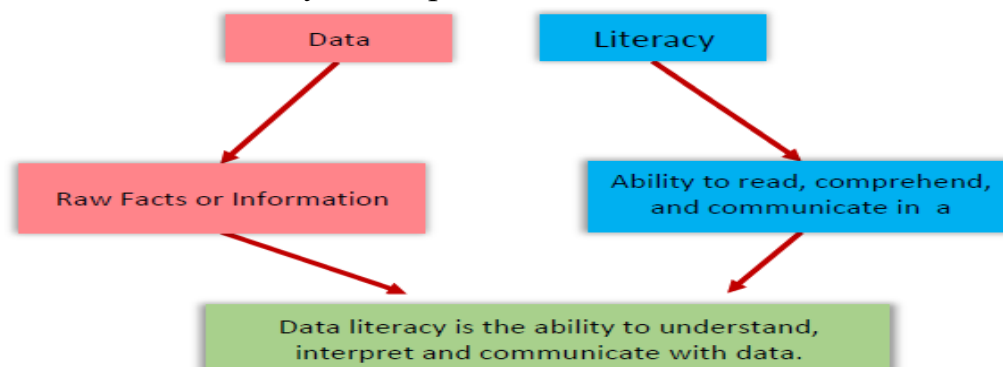 Data
Literacy
Raw Facts or Information
Ability to read, comprehend,
and communicate in a
Data literacy is the ability to understand,
interpret and communicate with data.